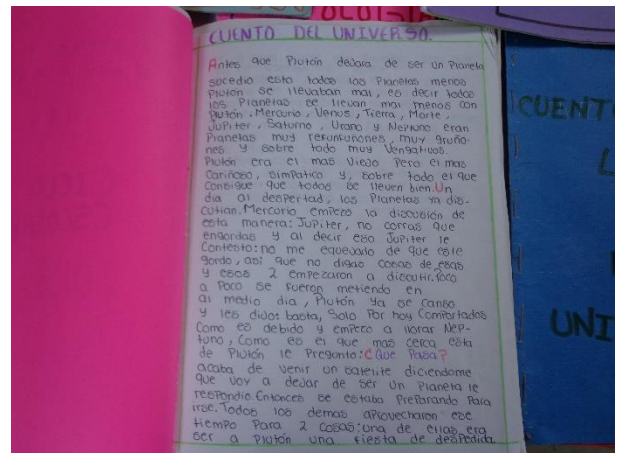 CUENTO DEL UNIVERSO.
Antes que Plutón dejara de ser un Planeta
sucedio esto todos los Planetas menos
Plutón se llevaban mal, es decir todos
los Planetas se llevan mal menos con
Plutón. Mercurio, Venus, Tierra, Marte,
Jupiter, Saturno, Urano y Neptuno eran
Planetas muy refunfuñones, muy gruño-
nes y sobre todo muy Vengativos.
Plutón era el mas Viejo Pero el mas
Cariñoso, Simpatico y, sobre todo el que
Consigue que todos se lleven bien. Un
dia al despertad, los Planetas ya dis-
cutian. Mercurio empezo la discusión de
esta manera: Jupiter, no corras que
engordas y al decir eso Jupiter le
Contesto: no me equejado de que este
gordo, asi que no digas cosas de esas
y esos 2 empezaron a discutir. Poco
a Poco se fueron metiendo en
al medio dia, Plutón ya se canso
y les dijo: basta, Solo Por hoy Comportados
Como es debido y empezo a llorar Nep-
tuno, Como es el que mas cerca esta
de Plutón le Pregunto: ¿Que Pasa?
acaba de venir un satelite diciendome
que voy a dejar de ser un Planeta le
respondio. Entonces se estaba Preparando Para
irse. Todos los demas aprovecharon ese
tiempo Para 2 cosas: una de ellas era
ser a Plutón una fiesta de despedida.
CUENTO
L
UNI